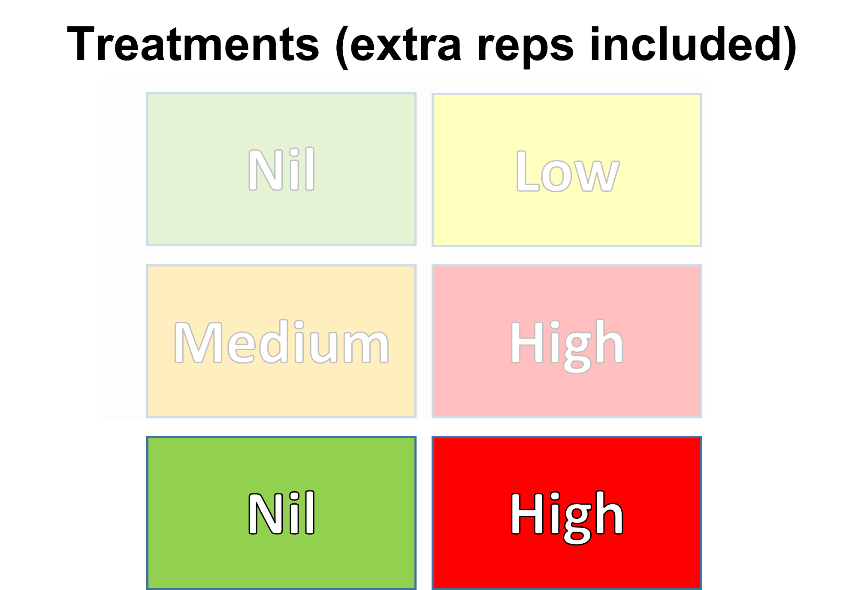 Treatments (extra reps included)
Nil Low
Medium High
Nil High